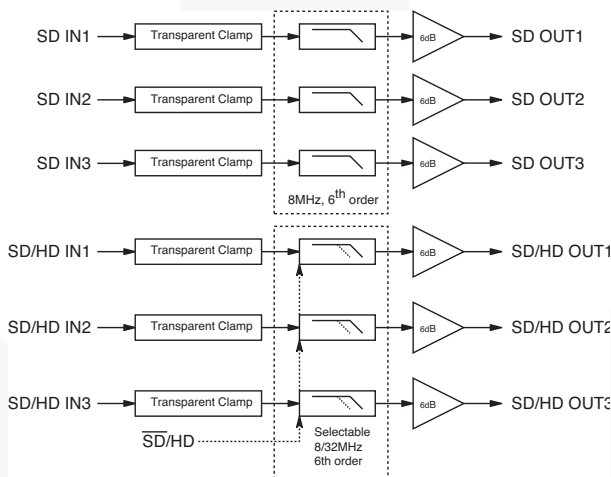 SD IN1 Transparent Clamp 6dB SD OUT1
SD IN2 Transparent Clamp 6dB SD OUT2
SD IN3 Transparent Clamp 6dB SD OUT3
8MHz, 6th order
SD/HD IN1 Transparent Clamp 6dB SD/HD OUT1
SD/HD IN2 Transparent Clamp 6dB SD/HD OUT2
SD/HD IN3 Transparent Clamp 6dB SD/HD OUT3
S̅D̅/HD
Selectable
8/32MHz
6th order